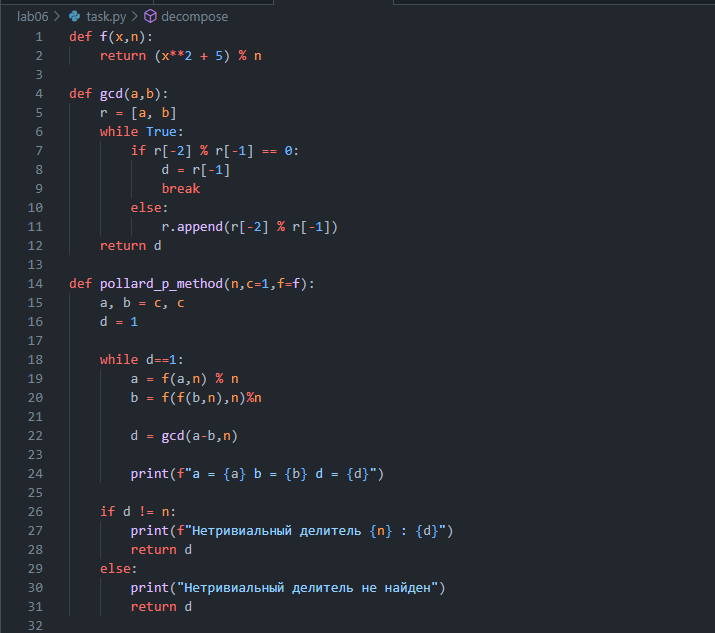 lab06 > task.py > decompose
1 def f(x,n):
2     return (x**2 + 5) % n
3
4 def gcd(a,b):
5     r = [a, b]
6     while True:
7         if r[-2] % r[-1] == 0:
8             d = r[-1]
9             break
10         else:
11             r.append(r[-2] % r[-1])
12     return d
13
14 def pollard_p_method(n,c=1,f=f):
15     a, b = c, c
16     d = 1
17
18     while d==1:
19         a = f(a,n) % n
20         b = f(f(b,n),n)%n
21
22         d = gcd(a-b,n)
23
24         print(f"a = {a} b = {b} d = {d}")
25
26     if d != n:
27         print(f"Нетривиальный делитель {n} : {d}")
28         return d
29     else:
30         print("Нетривиальный делитель не найден")
31         return d
32